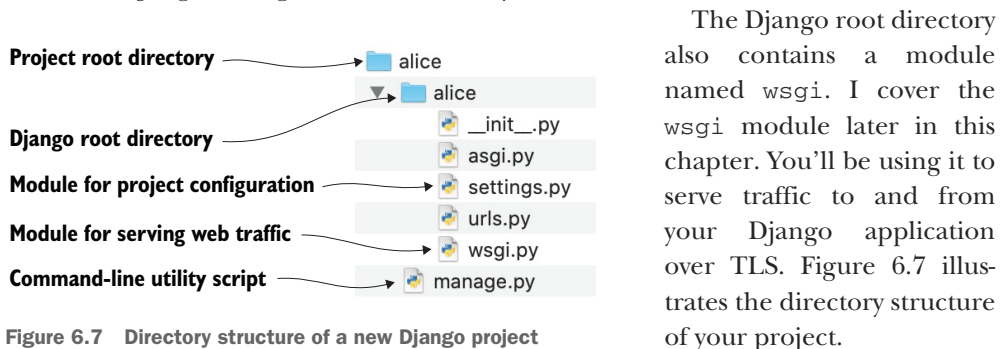 Project root directory
alice
alice
Django root directory
__init__.py
asgi.py
Module for project configuration
settings.py
urls.py
Module for serving web traffic
wsgi.py
Command-line utility script
manage.py
Figure 6.7 Directory structure of a new Django project
The Django root directory
also contains a module
named wsgi. I cover the
wsgi module later in this
chapter. You’ll be using it to
serve traffic to and from
your Django application
over TLS. Figure 6.7 illus-
trates the directory structure
of your project.